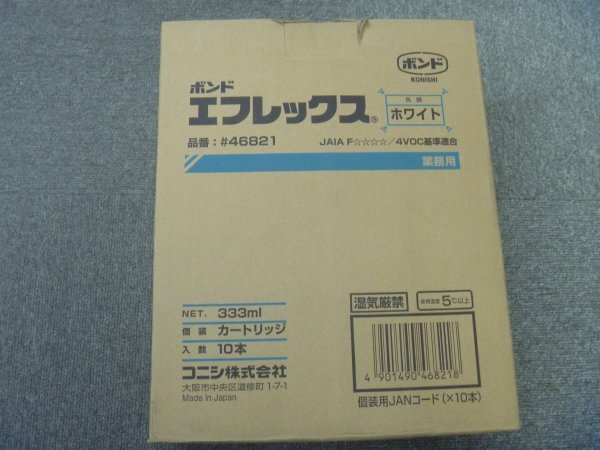 ボンド
KONISHI
ボンド
エフレックス®
色調
ホワイト
品番：#46821
JAIA F☆☆☆☆／4VOC基準適合
業務用
NET. 333ml
個装 カートリッジ
入数 10本
コニシ株式会社
大阪市中央区道修町1-7-1
Made in Japan
湿気厳禁
使用温度 5℃以上
4 901490 468218
個装用JANコード（×10本）